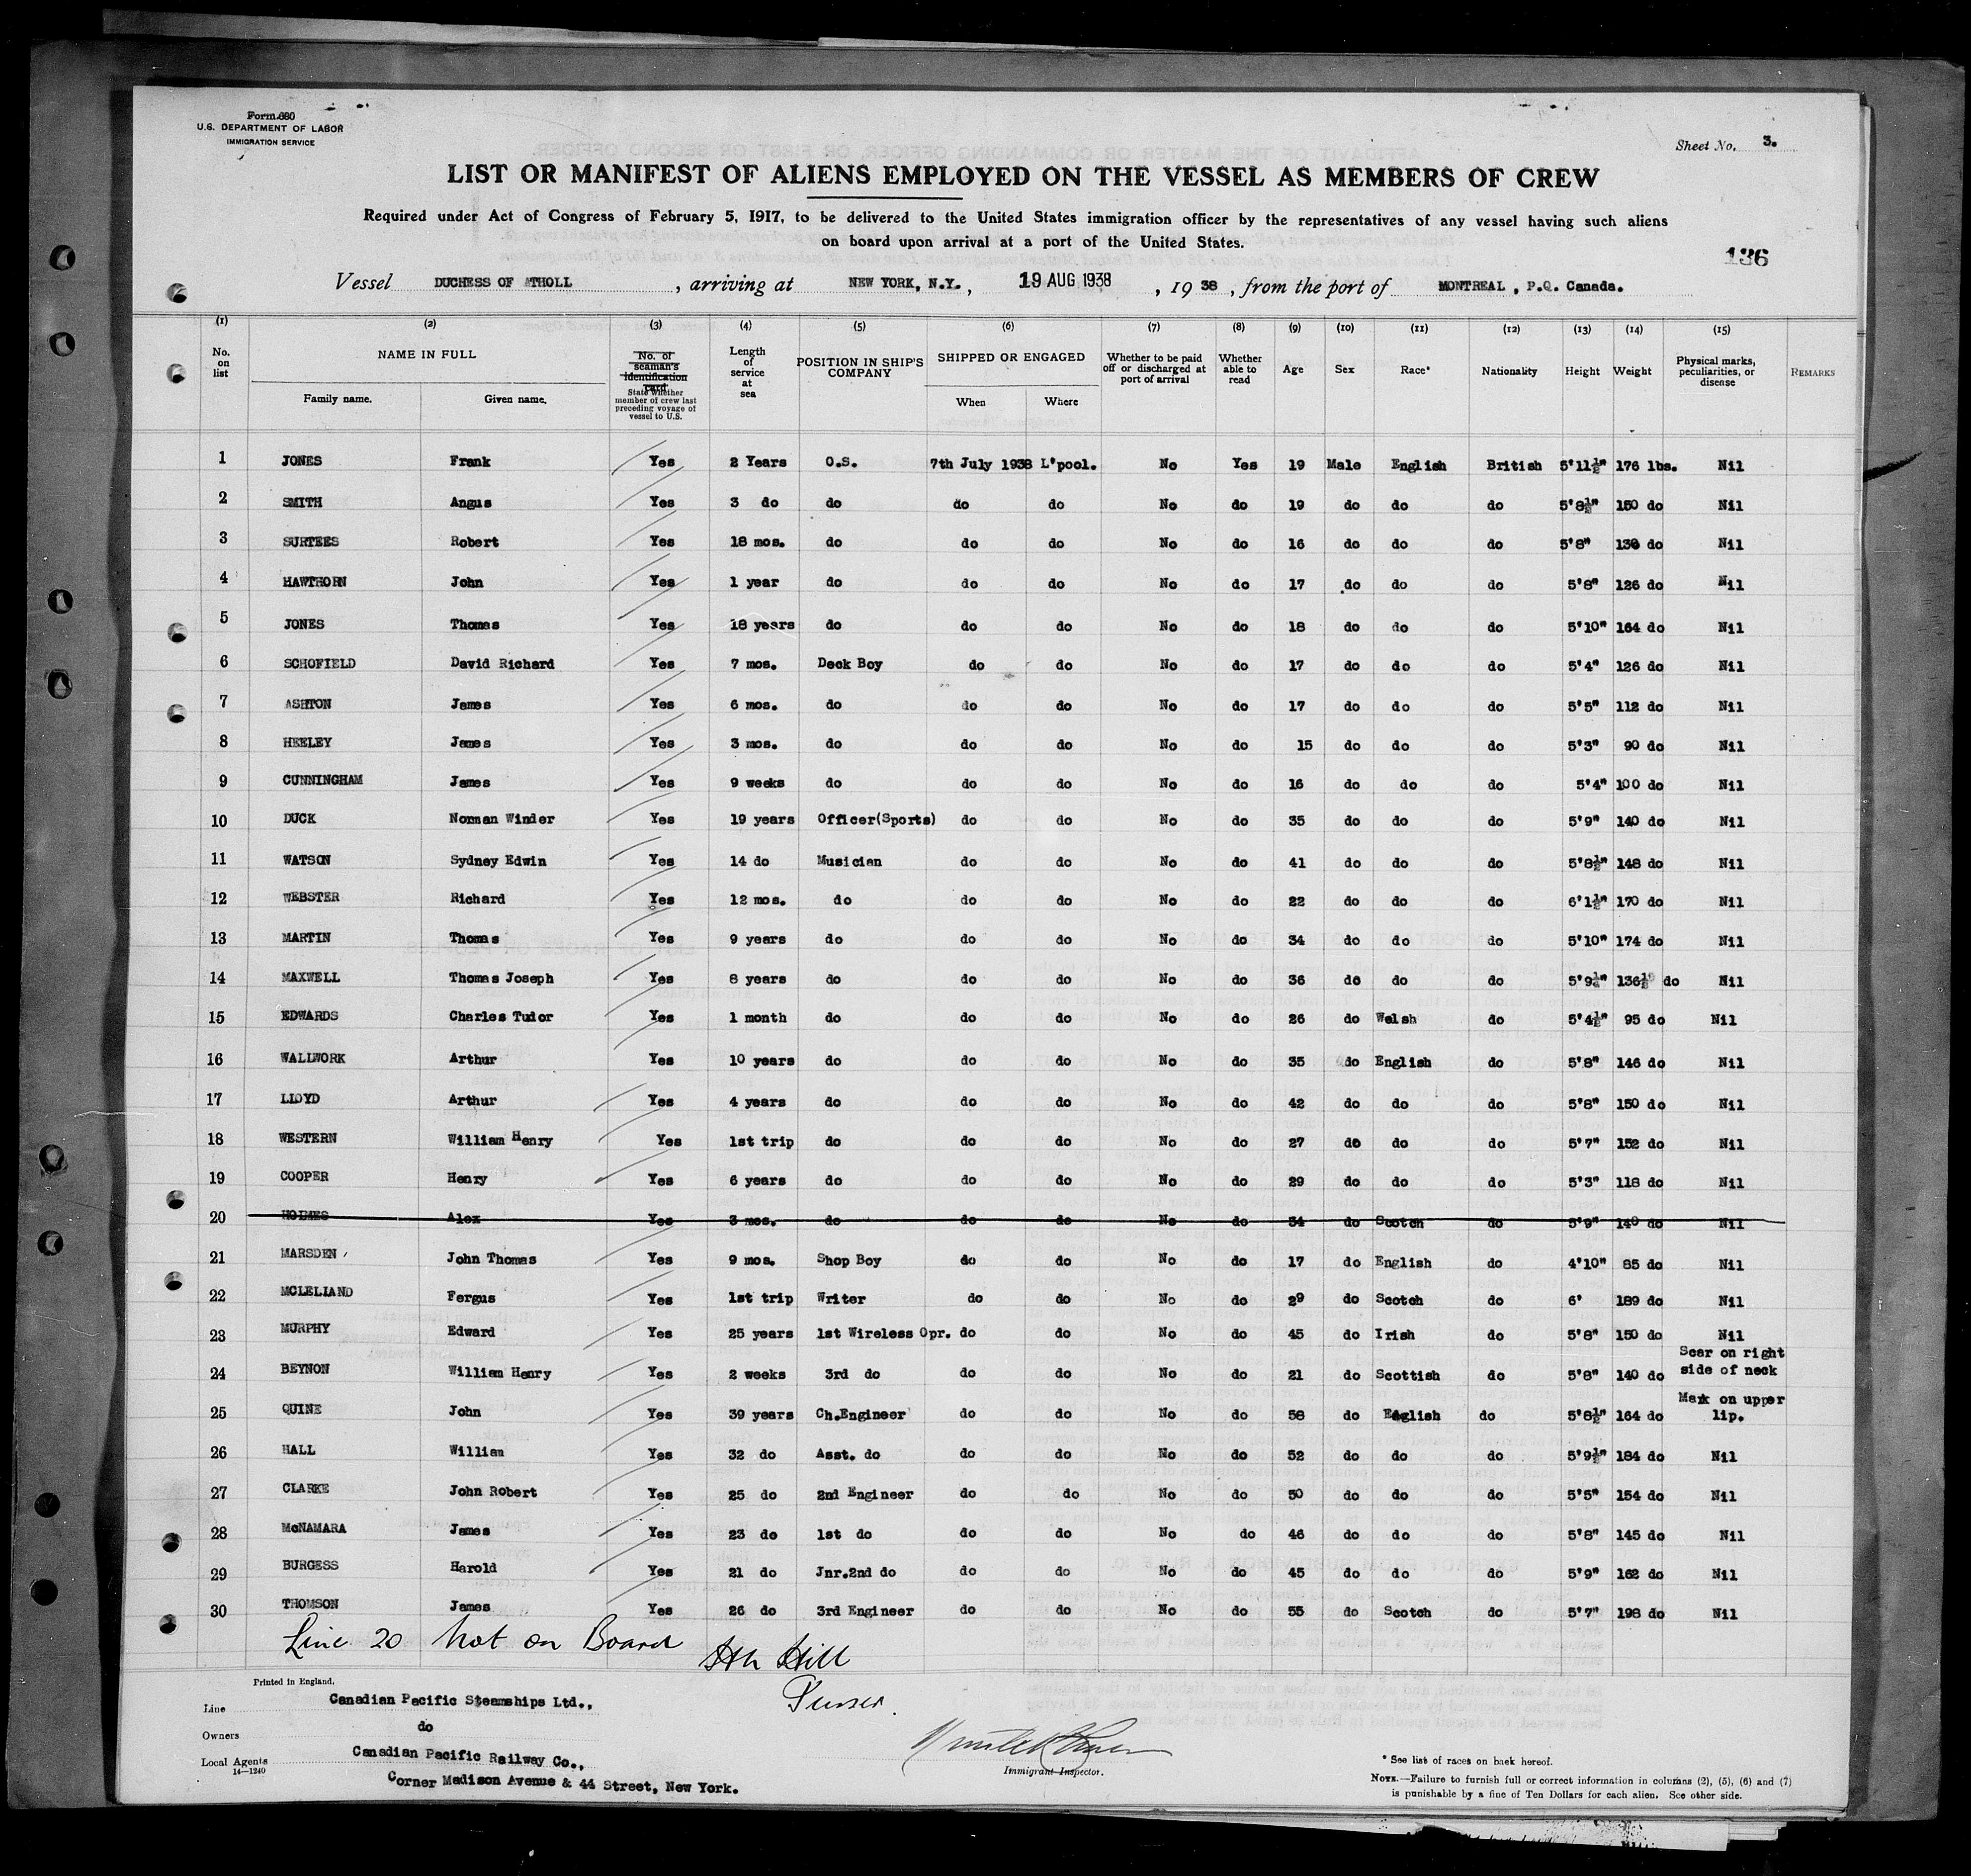 Form 680
U.S. DEPARTMENT OF LABOR
IMMIGRATION SERVICE
Sheet No. 3.
LIST OR MANIFEST OF ALIENS EMPLOYED ON THE VESSEL AS MEMBERS OF CREW
Required under Act of Congress of February 5, 1917, to be delivered to the United States immigration officer by the representatives of any vessel having such aliens
on board upon arrival at a port of the United States.
136
Vessel DUCHESS OF ATHOLL, arriving at NEW YORK, N.Y., 19 AUG 1938, 19 38, from the port of MONTREAL, P.Q. Canada.
(1) (2) (3) (4) (5) (6) (7) (8) (9) (10) (11) (12) (13) (14) (15)
No. on list NAME IN FULL Family name. Given name. No. of seaman's identification card State whether member of crew last preceding voyage of vessel to U.S. Length of service at sea POSITION IN SHIP'S COMPANY SHIPPED OR ENGAGED When Where Whether to be paid off or discharged at port of arrival Whether able to read Age Sex Race* Nationality Height Weight Physical marks, peculiarities, or disease REMARKS
1 JONES Frank Yes 2 Years O.S. 7th July 1938 L'pool. No Yes 19 Male English British 5'11½" 176 lbs. Nil
2 SMITH Angus Yes 3 do do do do No do 19 do do do 5'8½" 150 do Nil
3 SURTEES Robert Yes 18 mos. do do do No do 16 do do do 5'8" 130 do Nil
4 HAWTHORN John Yes 1 year do do do No do 17 do do do 5'8" 126 do Nil
5 JONES Thomas Yes 18 years do do do No do 18 do do do 5'10" 164 do Nil
6 SCHOFIELD David Richard Yes 7 mos. Deck Boy do do No do 17 do do do 5'4" 126 do Nil
7 ASHTON James Yes 6 mos. do do do No do 17 do do do 5'5" 112 do Nil
8 HEELEY James Yes 3 mos. do do do No do 15 do do do 5'3" 90 do Nil
9 CUNNINGHAM James Yes 9 weeks do do do No do 16 do do do 5'4" 100 do Nil
10 DUCK Norman Winder Yes 19 years Officer(Sports) do do No do 35 do do do 5'9" 140 do Nil
11 WATSON Sydney Edwin Yes 14 do Musician do do No do 41 do do do 5'8½" 148 do Nil
12 WEBSTER Richard Yes 12 mos. do do do No do 22 do do do 6'1½" 170 do Nil
13 MARTIN Thomas Yes 9 years do do do No do 34 do do do 5'10" 174 do Nil
14 MAXWELL Thomas Joseph Yes 8 years do do do No do 36 do do do 5'9¼" 136½ do Nil
15 EDWARDS Charles Tudor Yes 1 month do do do No do 26 do Welsh do 5'4½" 95 do Nil
16 WALLWORK Arthur Yes 10 years do do do No do 35 do English do 5'8" 146 do Nil
17 LLOYD Arthur Yes 4 years do do do No do 42 do do do 5'8" 150 do Nil
18 WESTERN William Henry Yes 1st trip do do do No do 27 do do do 5'7" 152 do Nil
19 COOPER Henry Yes 6 years do do do No do 29 do do do 5'3" 118 do Nil
20 HOLMES Alex Yes 3 mos. do do do No do 34 do Scotch do 5'9" 140 do Nil
21 MARSDEN John Thomas Yes 9 mos. Shop Boy do do No do 17 do English do 4'10" 85 do Nil
22 MCLELLAND Fergus Yes 1st trip Writer do do No do 29 do Scotch do 6' 189 do Nil
23 MURPHY Edward Yes 25 years 1st Wireless Opr. do do No do 45 do Irish do 5'8" 150 do Nil
24 BEYNON William Henry Yes 2 weeks 3rd do do do No do 21 do Scottish do 5'8" 140 do Scar on right side of neck
25 QUINE John Yes 39 years Ch.Engineer do do No do 58 do English do 5'8½" 164 do Mark on upper lip.
26 HALL William Yes 32 do Asst. do do do No do 52 do do do 5'9½" 184 do Nil
27 CLARKE John Robert Yes 25 do 2nd Engineer do do No do 50 do do do 5'5" 154 do Nil
28 McNAMARA James Yes 23 do 1st do do do No do 46 do do do 5'8" 145 do Nil
29 BURGESS Harold Yes 21 do Jnr.2nd do do do No do 45 do do do 5'9" 162 do Nil
30 THOMSON James Yes 26 do 3rd Engineer do do No do 55 do Scotch do 5'7" 198 do Nil
Line 20 Not on Board
Hill
Purser.
Printed in England.
Line Canadian Pacific Steamships Ltd.,
Owners do
Local Agents Canadian Pacific Railway Co.,
14—1240
Corner Madison Avenue & 44 Street, New York.
Immigrant Inspector.
* See list of races on back hereof.
NOTE.—Failure to furnish full or correct information in columns (2), (5), (6) and (7)
is punishable by a fine of Ten Dollars for each alien. See other side.